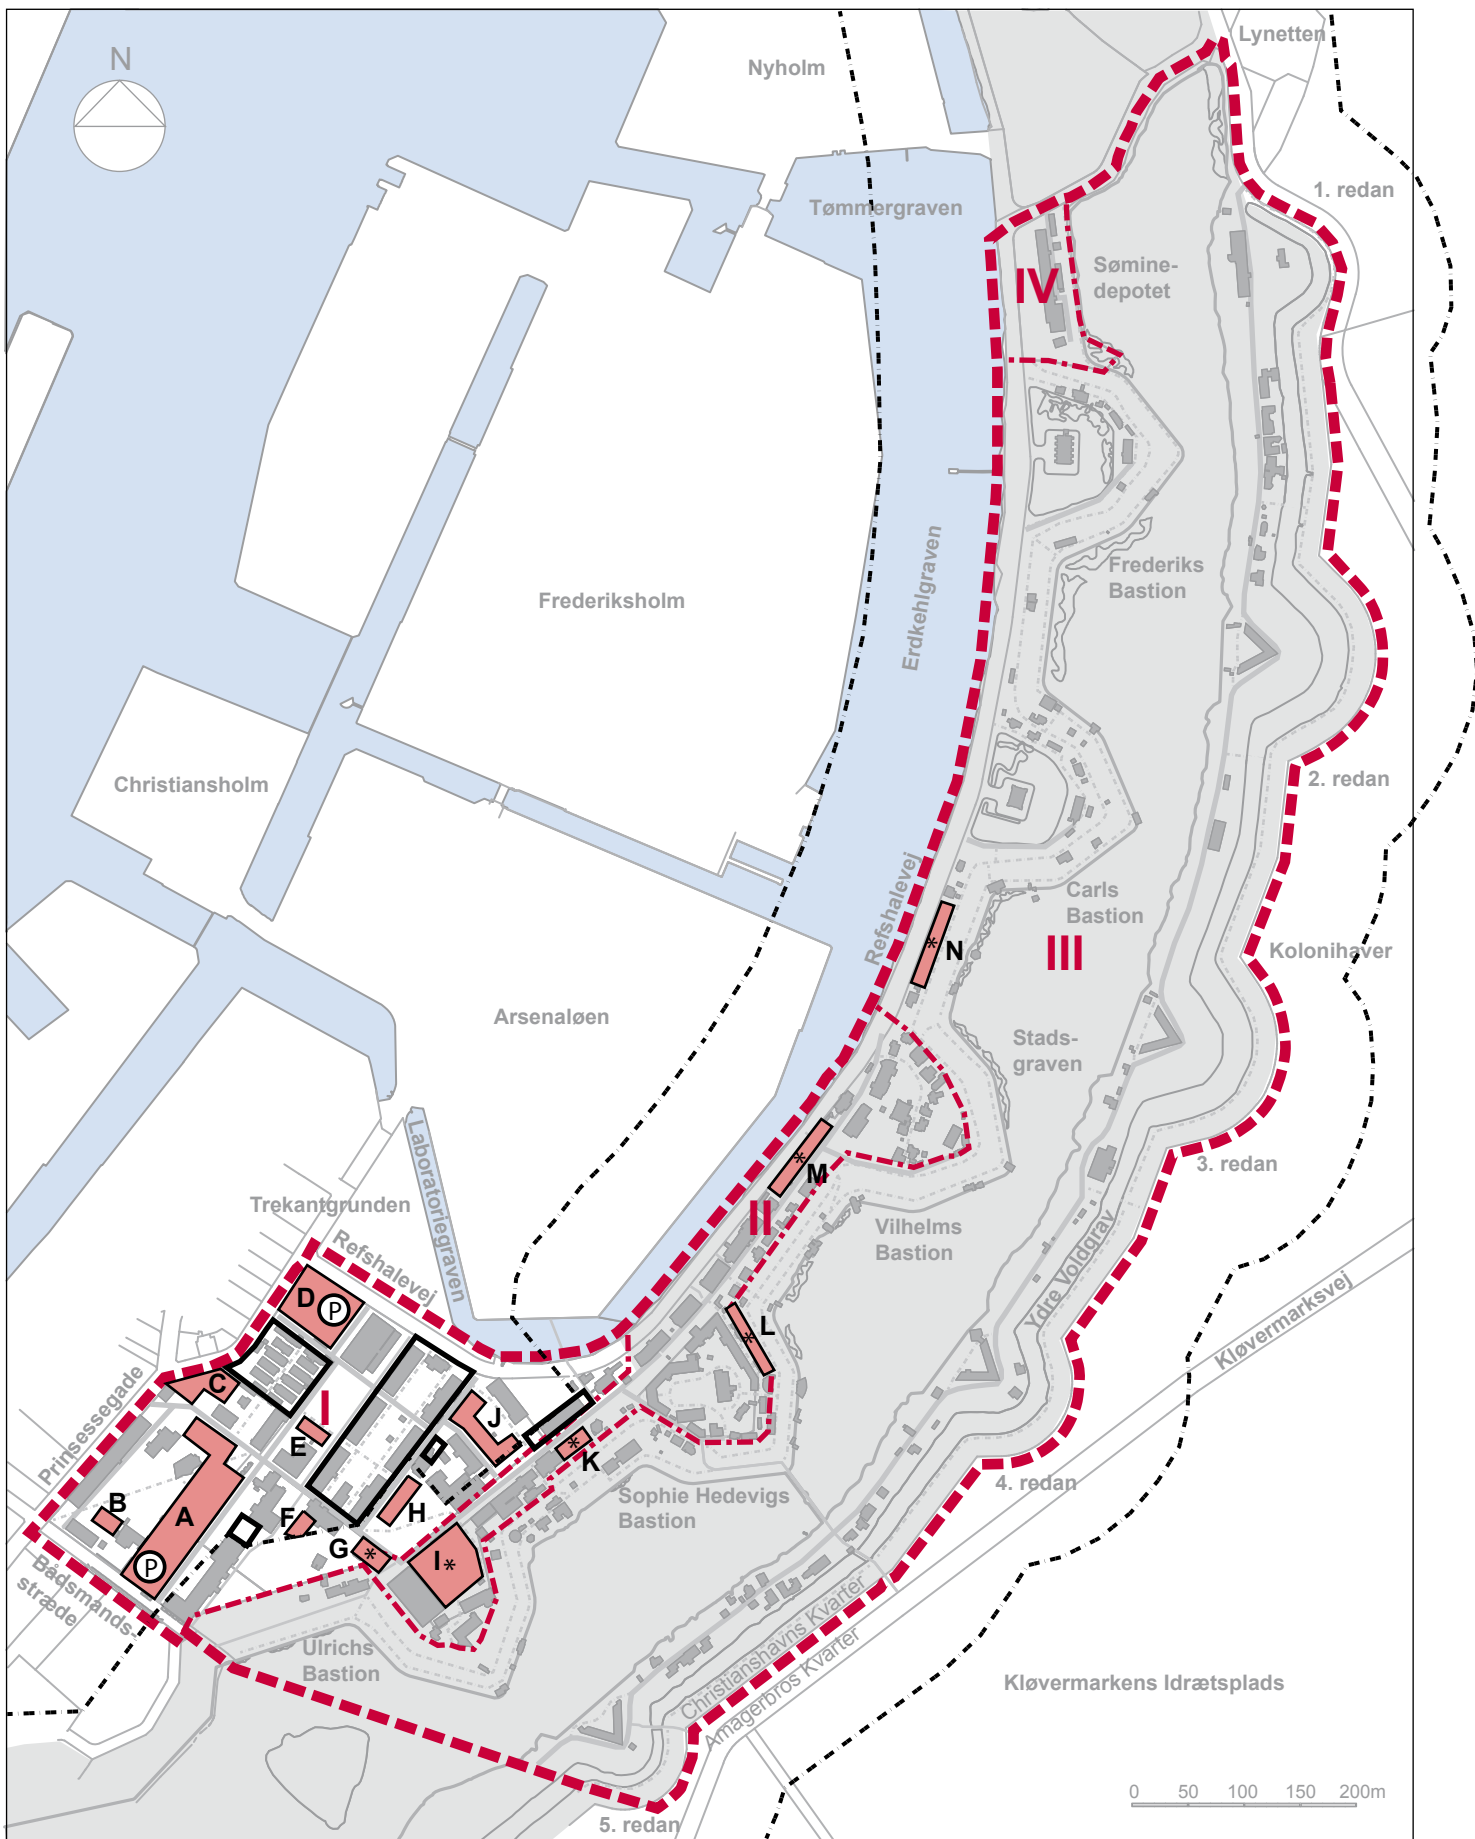 Lynetten
N
Nyholm
1. redan
Tømmergraven
Sømine-
depotet
IV
Frederiks
Bastion
Frederiksholm
Erdkehlgraven
Christiansholm
2. redan
Refshalevej
Carls
Bastion
* N
III
Kolonihaver
Arsenaløen
Stads-
graven
3. redan
* M
Laboratoriegraven
Trekantgrunden
II
Vilhelms
Bastion
Refshalevej
Ydre Voldgrav
D P
Kløvermarksvej
* L
Prinsessegade
C
I
J
E
* K
4. redan
Sophie Hedevigs
Bastion
B
A
F
H
G *
I *
P
Bådsmands-
stræde
Christianshavns Kvarter
Amagerbros Kvarter
Ulrichs
Bastion
Kløvermarkens Idrætsplads
0 50 100 150 200m
5. redan